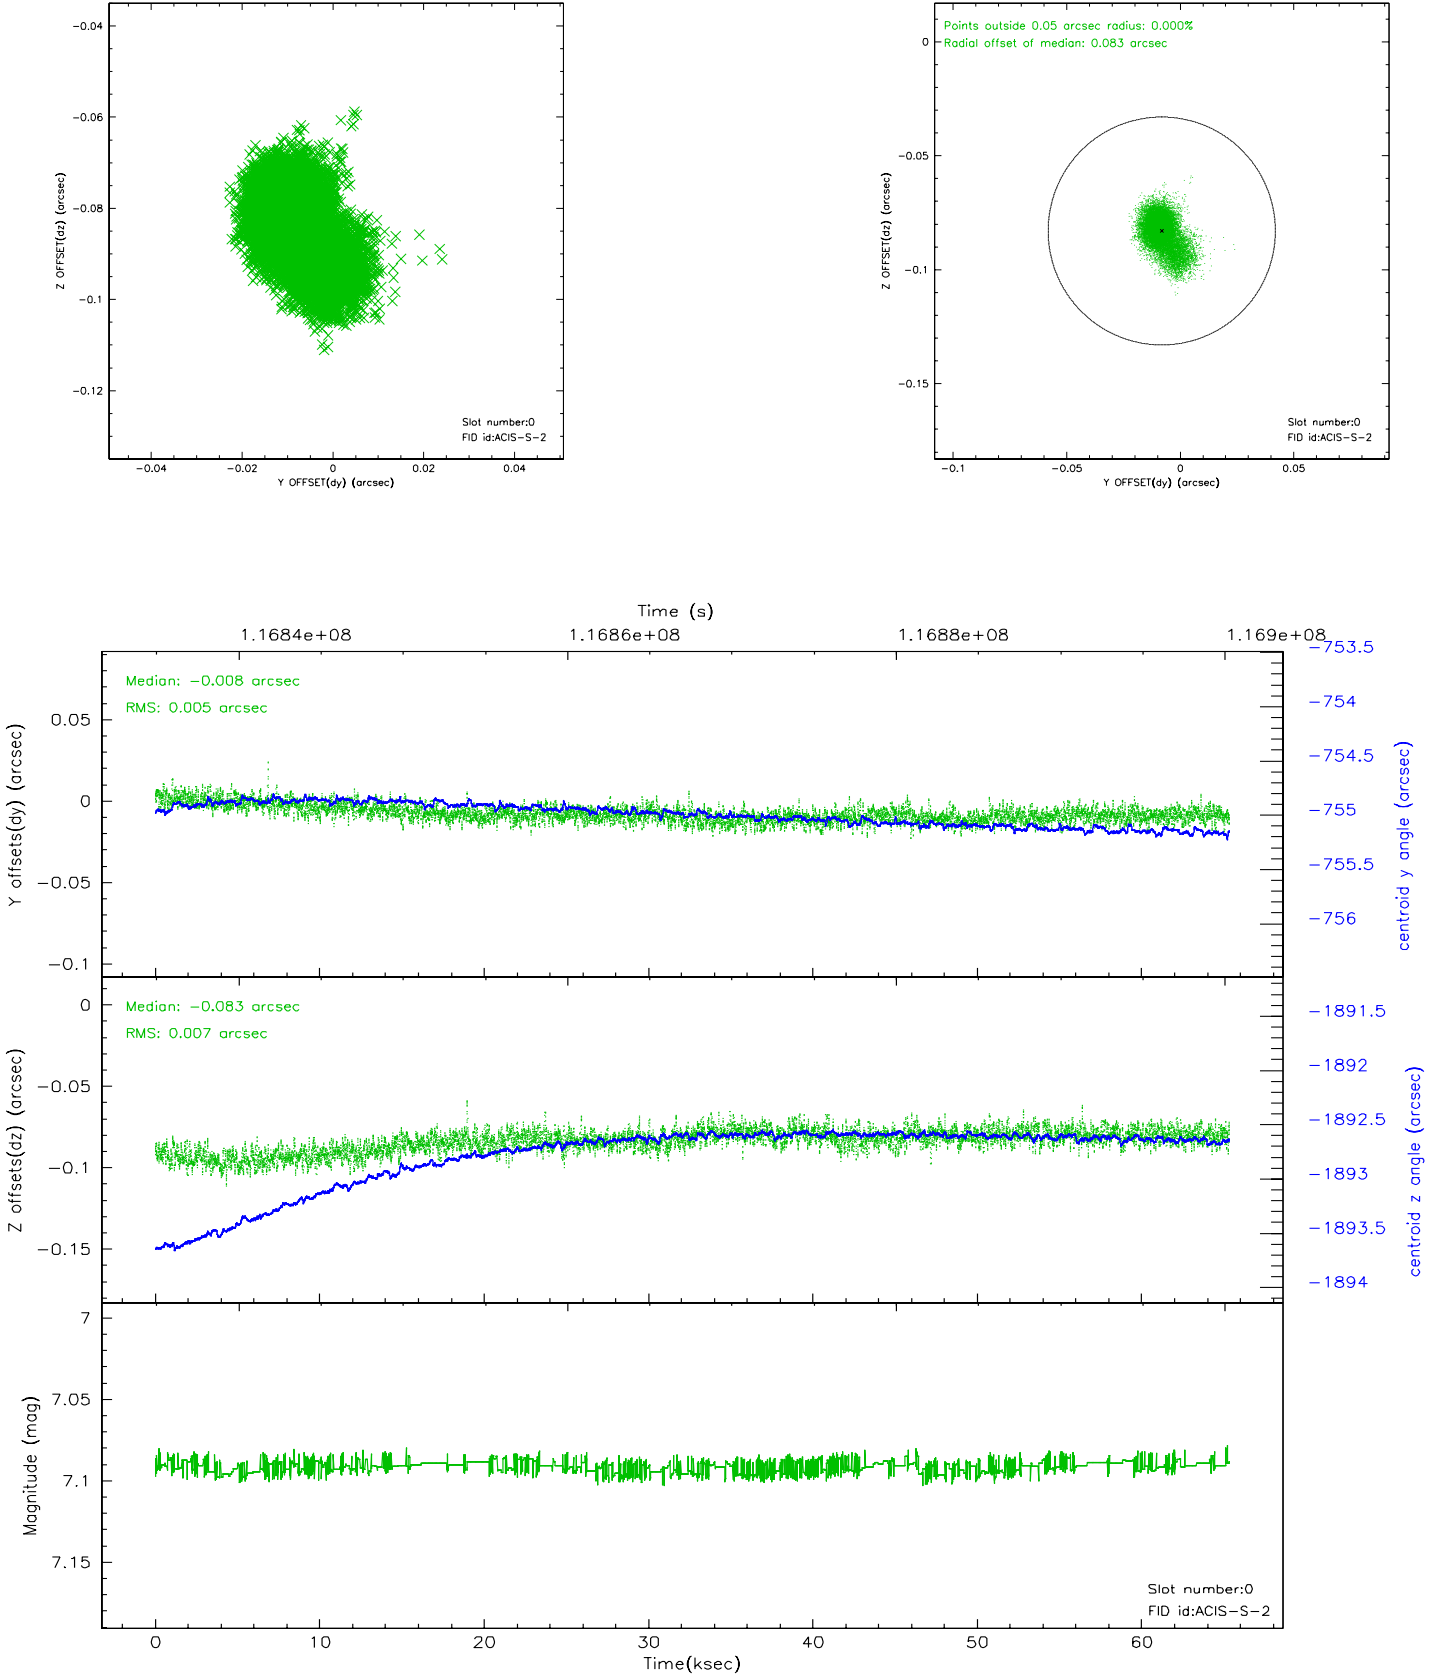 -0.04
-0.06
-0.08
-0.1
-0.12
Z OFFSET(dz) (arcsec)
Slot number:0
FID id:ACIS-S-2
-0.04 -0.02 0 0.02 0.04
Y OFFSET(dy) (arcsec)
Points outside 0.05 arcsec radius: 0.000%
Radial offset of median: 0.083 arcsec
0
-0.05
-0.1
-0.15
Z OFFSET(dz) (arcsec)
Slot number:0
FID id:ACIS-S-2
-0.1 -0.05 0 0.05
Y OFFSET(dy) (arcsec)
Time (s)
1.1684e+08 1.1686e+08 1.1688e+08 1.169e+08
Median: -0.008 arcsec
RMS: 0.005 arcsec
0.05
0
-0.05
-0.1
Y offsets(dy) (arcsec)
-753.5
-754
-754.5
-755
-755.5
-756
centroid y angle (arcsec)
Median: -0.083 arcsec
RMS: 0.007 arcsec
0
-0.05
-0.1
-0.15
Z offsets(dz) (arcsec)
-1891.5
-1892
-1892.5
-1893
-1893.5
-1894
centroid z angle (arcsec)
7
7.05
7.1
7.15
Magnitude (mag)
Slot number:0
FID id:ACIS-S-2
0 10 20 30 40 50 60
Time(ksec)